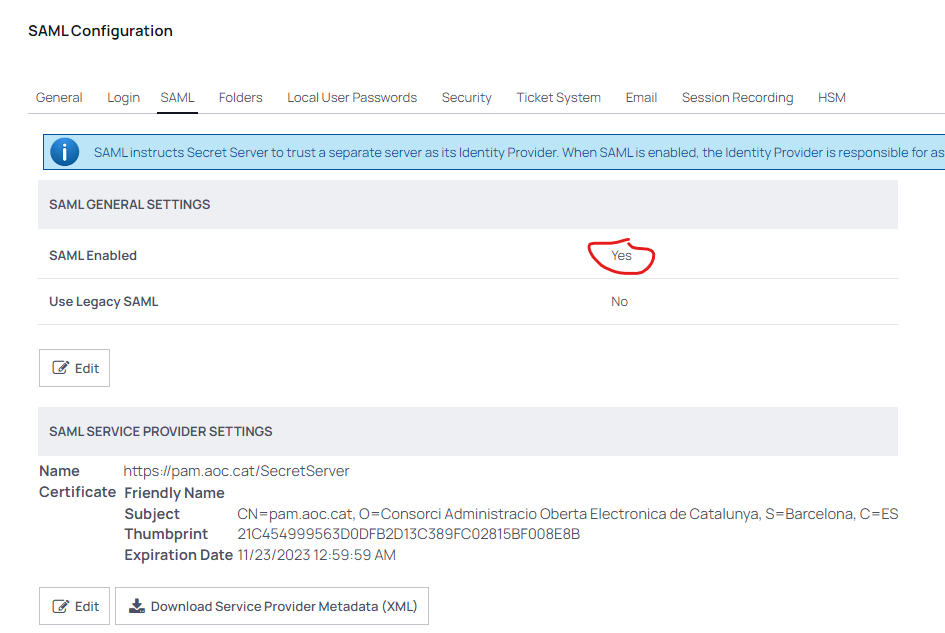 SAML Configuration
General Login SAML Folders Local User Passwords Security Ticket System Email Session Recording HSM
SAML instructs Secret Server to trust a separate server as its Identity Provider. When SAML is enabled, the Identity Provider is responsible for as
SAML GENERAL SETTINGS
SAML Enabled Yes
Use Legacy SAML No
Edit
SAML SERVICE PROVIDER SETTINGS
Name https://pam.aoc.cat/SecretServer
Certificate Friendly Name
Subject CN=pam.aoc.cat, O=Consorci Administracio Oberta Electronica de Catalunya, S=Barcelona, C=ES
Thumbprint 21C454999563D0DFB2D13C389FC02815BF008E8B
Expiration Date 11/23/2023 12:59:59 AM
Edit Download Service Provider Metadata (XML)